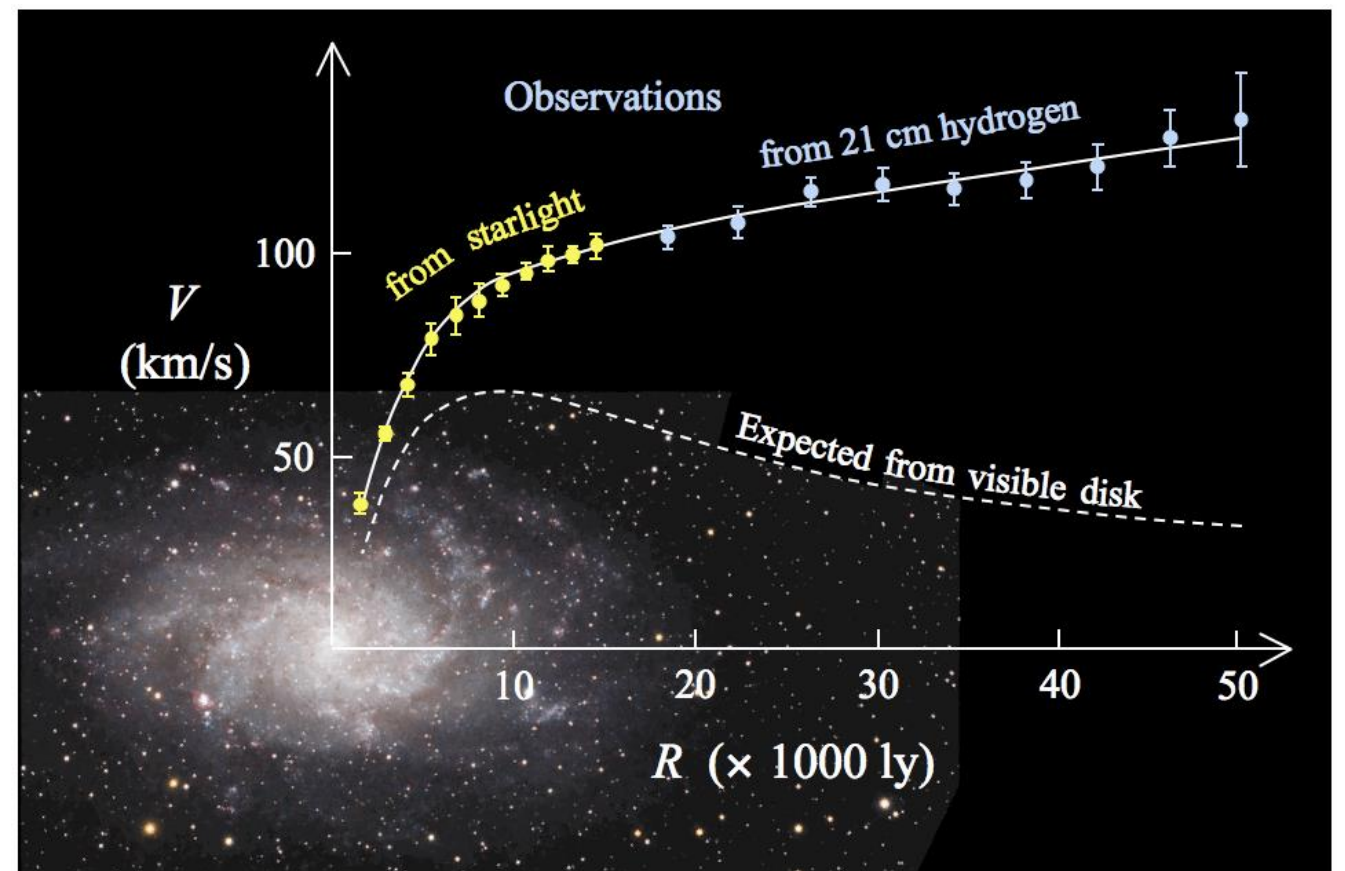 Observations
from 21 cm hydrogen
from starlight
100
V
(km/s)
50
Expected from visible disk
10
20
30
40
50
R (× 1000 ly)